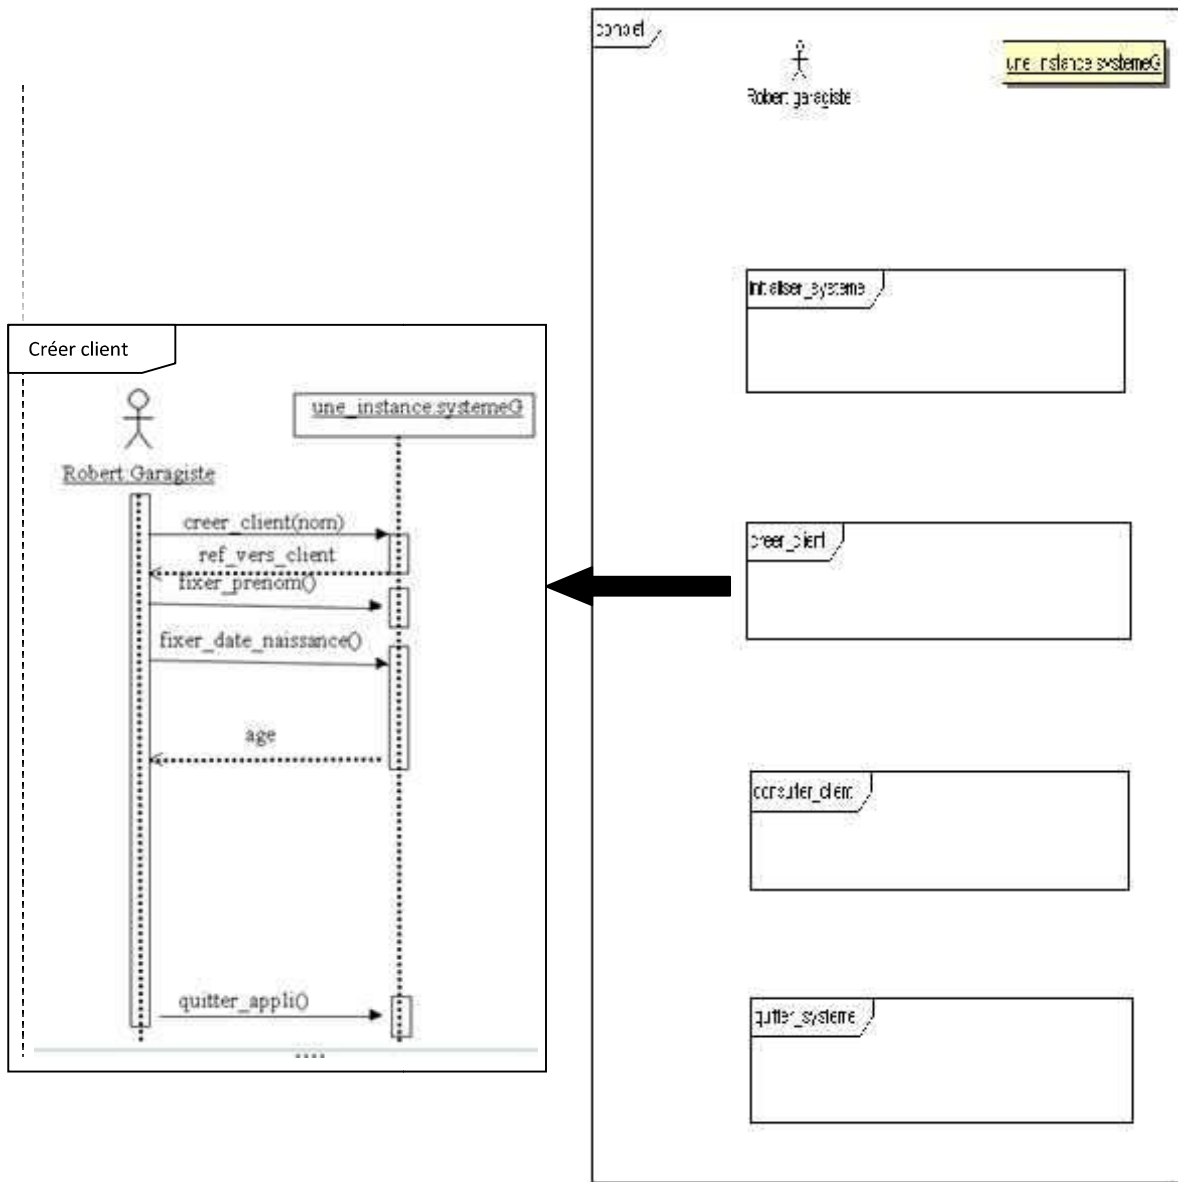 complet
Robert garagiste
une_instance:systemeG
initialiser_systeme
Créer client
une_instance:systemeG
Robert:Garagiste
creer_client(nom)
ref_vers_client
fixer_prenom()
creer_client
fixer_date_naissance()
age
consulter_client
quitter_appli()
quitter_systeme